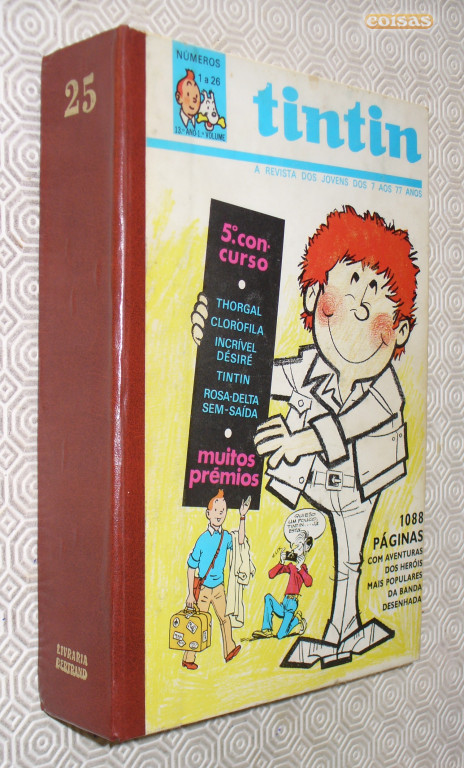 coisas
25
LIVRARIA
BERTRAND
NÚMEROS
1 a 26
13.º ANO
VOLUME
tintin
A REVISTA DOS JOVENS DOS 7 AOS 77 ANOS
5.º con-
curso
THORGAL
CLOROFILA
INCRÍVEL
DÉSIRÉ
TINTIN
ROSA-DELTA
SEM-SAÍDA
muitos
prémios
1088
PÁGINAS
COM AVENTURAS
DOS HERÓIS
MAIS POPULARES
DA BANDA
DESENHADA